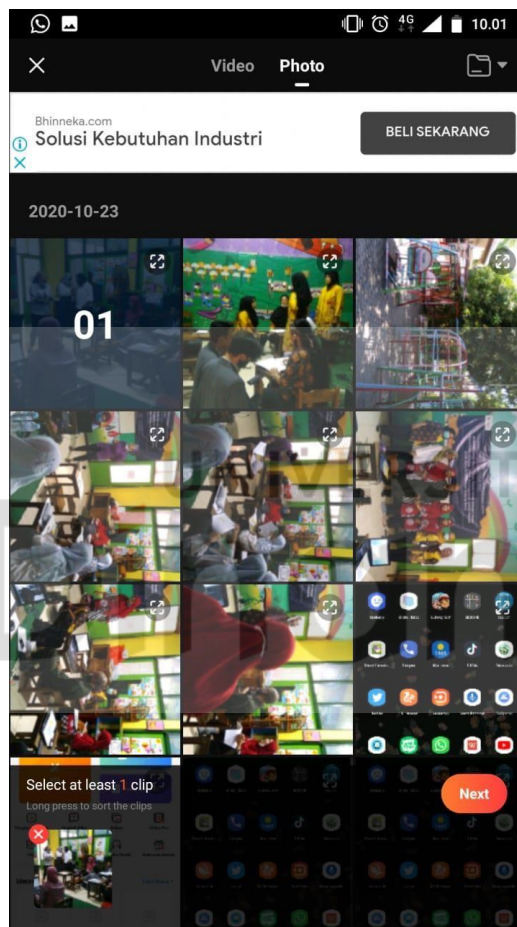 4G
10.01
Video Photo
Bhinneka.com
Solusi Kebutuhan Industri
BELI SEKARANG
2020-10-23
01
UNIVERSIT
Select at least 1 clip
Long press to sort the clips
Next